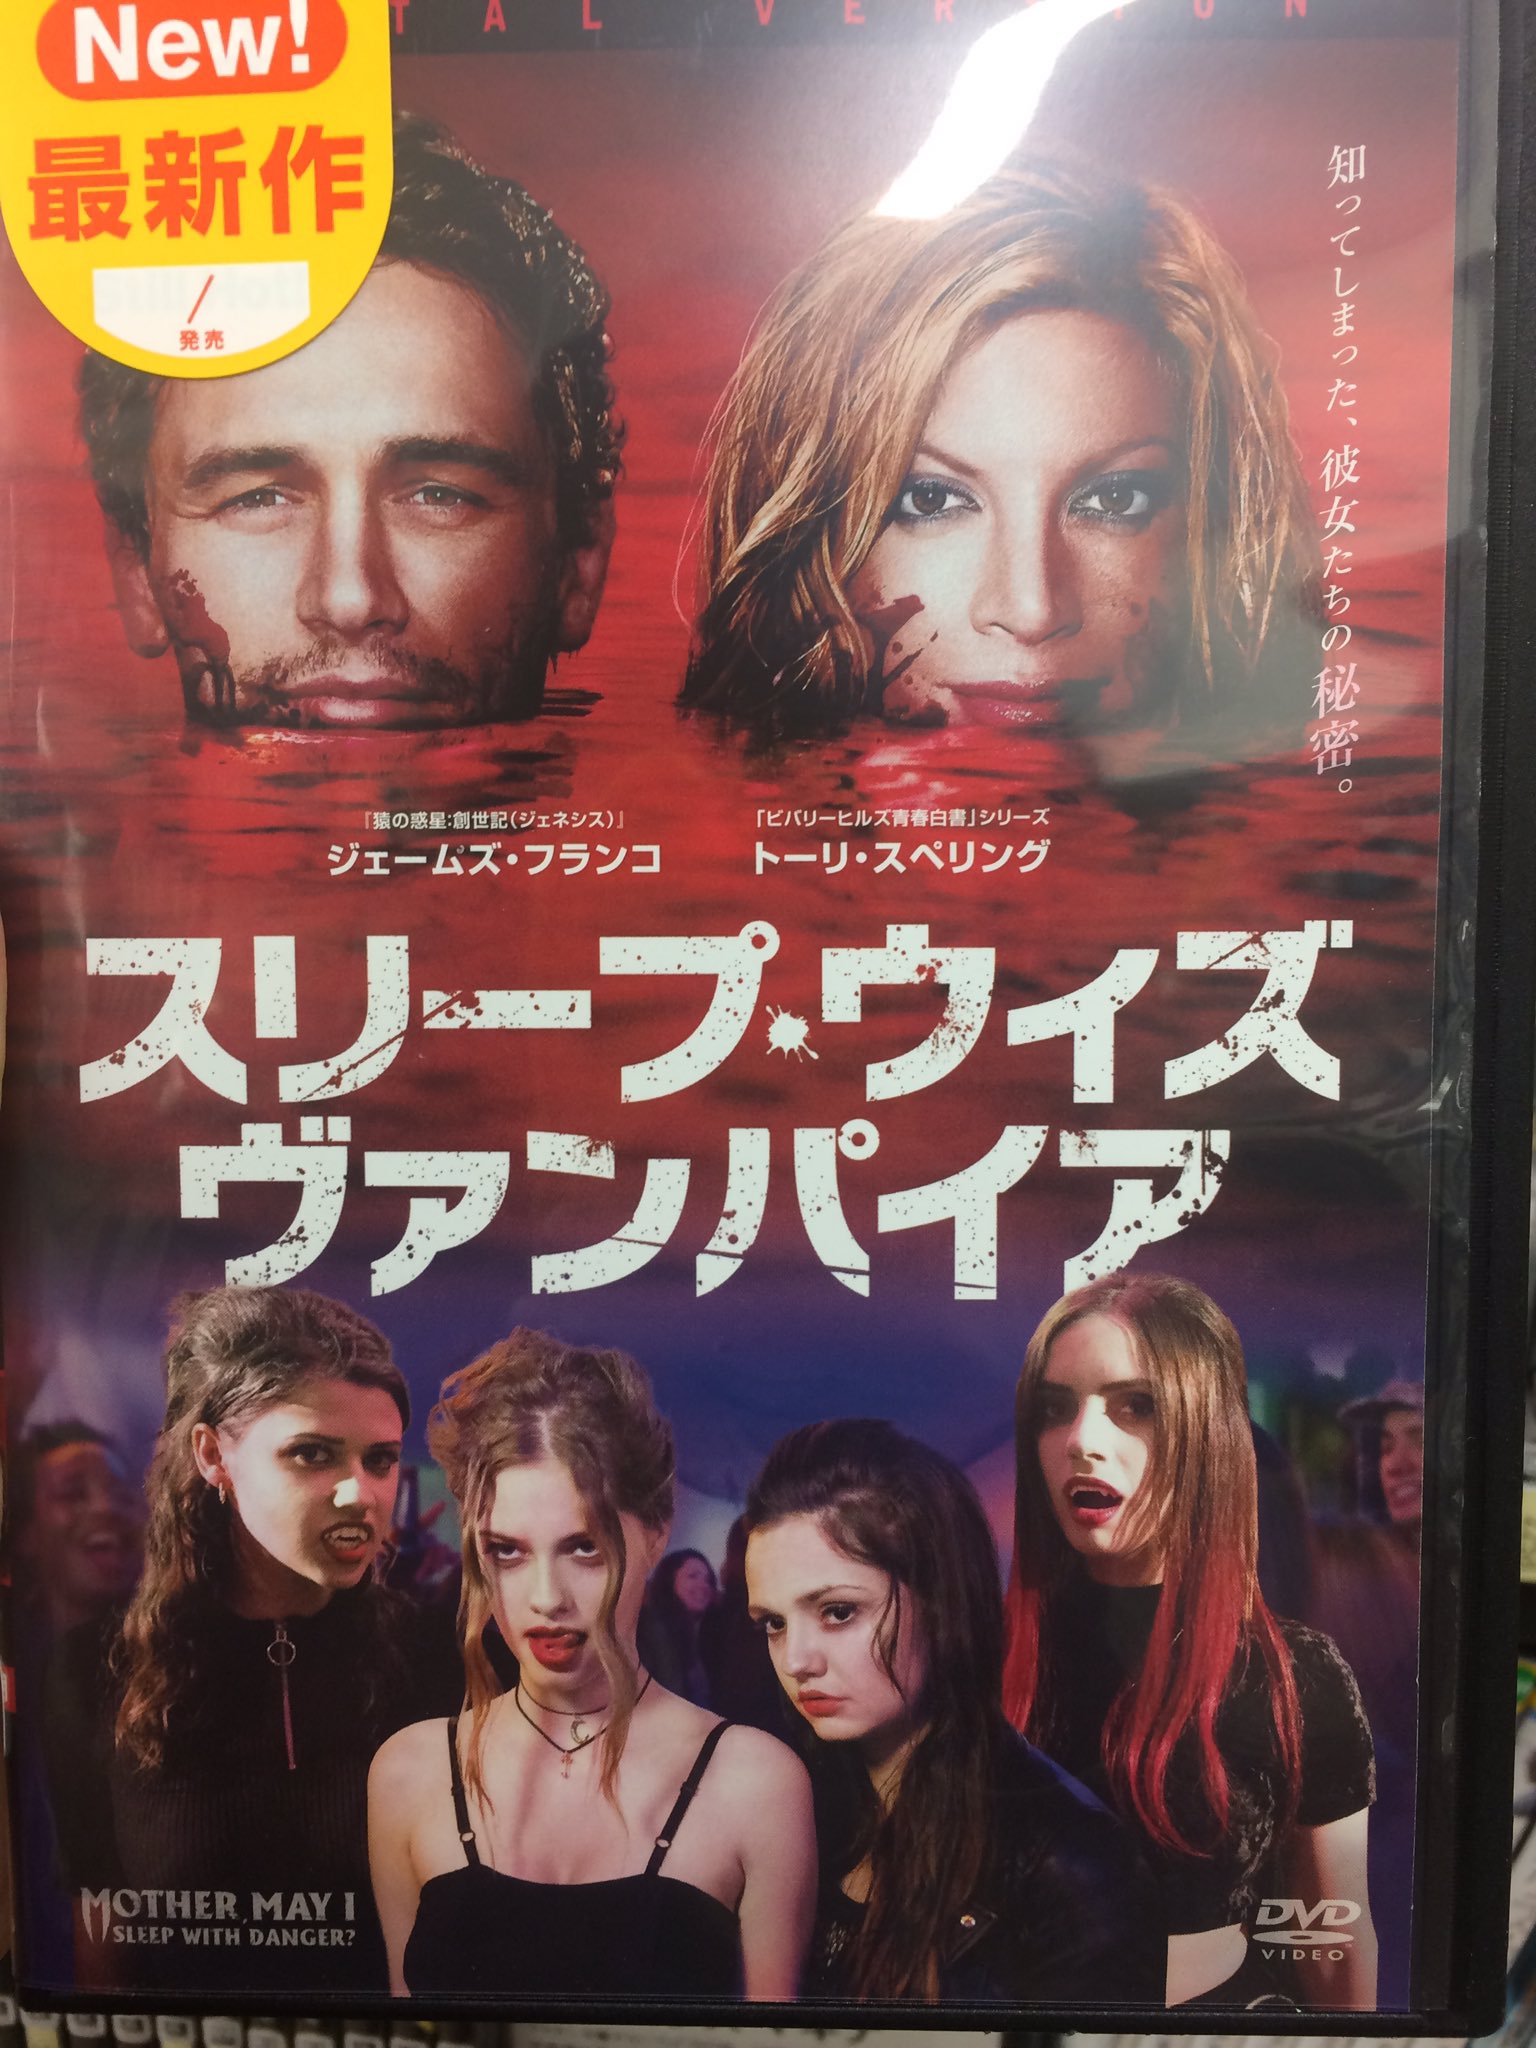 TAL VERSION
New!
最新作
/
発売
知ってしまった、彼女たちの秘密。
『猿の惑星:創世記(ジェネシス)』
ジェームズ・フランコ
「ビバリーヒルズ青春白書」シリーズ
トーリ・スペリング
スリープ・ウィズ
ヴァンパイア
MOTHER, MAY I
SLEEP WITH DANGER?
DVD
VIDEO